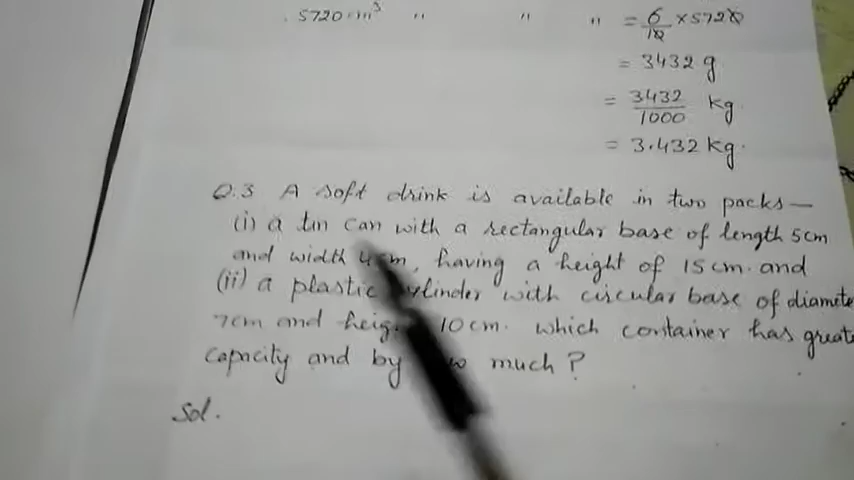 5720 m³ " " " = 6/10 × 5720
= 3432 g
= 3432/1000 kg
= 3.432 kg.
Q.3 A soft drink is available in two packs—
(i) a tin can with a rectangular base of length 5cm
and width 4cm, having a height of 15cm. and
(ii) a plastic cylinder with circular base of diamete
7cm and heig 10cm. which container has great
capacity and by much?
Sol.